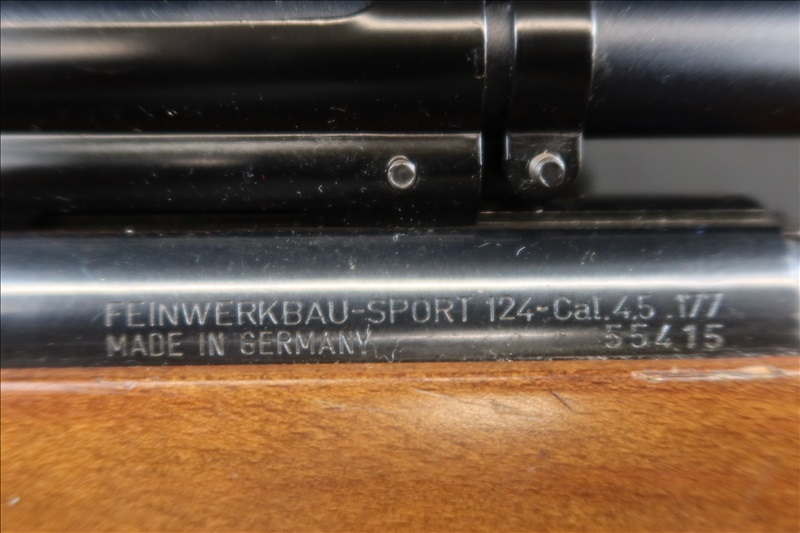 FEINWERKBAU-SPORT 124-Cal.4,5 .177
MADE IN GERMANY 55415